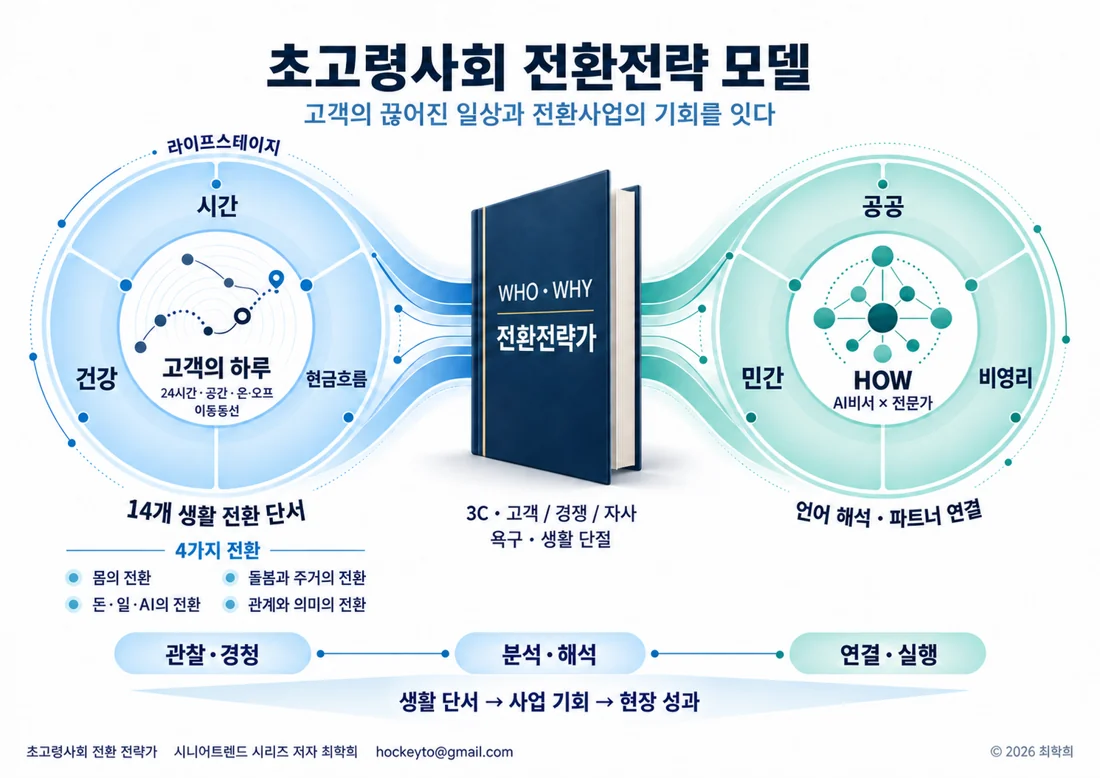 초고령사회 전환전략 모델
고객의 끊어진 일상과 전환사업의 기회를 잇다
라이프스테이지
시간
건강
현금흐름
고객의 하루
24시간 · 공간 · 온·오프
이동동선
14개 생활 전환 단서
4가지 전환
몸의 전환
돌봄과 주거의 전환
돈·일·AI의 전환
관계와 의미의 전환
WHO · WHY
전환전략가
3C · 고객 / 경쟁 / 자사
욕구 · 생활 단절
공공
민간
비영리
HOW
AI비서 × 전문가
언어 해석 · 파트너 연결
관찰·경청
분석·해석
연결·실행
생활 단서 → 사업 기회 → 현장 성과
초고령사회 전환 전략가 시니어트렌드 시리즈 저자 최학희 hockeyto@gmail.com
© 2026 최학희